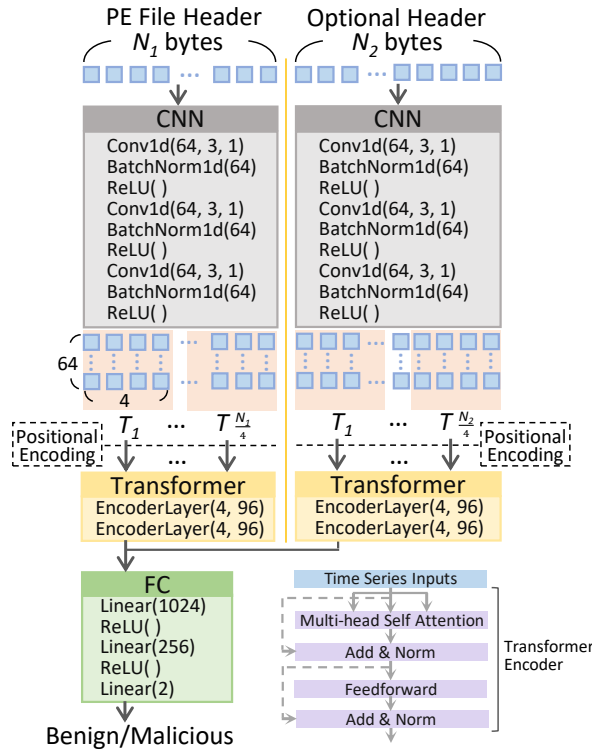 PE File Header
N₁ bytes
...
CNN
Conv1d(64, 3, 1)
BatchNorm1d(64)
ReLU( )
Conv1d(64, 3, 1)
BatchNorm1d(64)
ReLU( )
Conv1d(64, 3, 1)
BatchNorm1d(64)
ReLU( )
64
4
T₁ ... T N₁/4
Positional
Encoding
...
Transformer
EncoderLayer(4, 96)
EncoderLayer(4, 96)
Optional Header
N₂ bytes
...
CNN
Conv1d(64, 3, 1)
BatchNorm1d(64)
ReLU( )
Conv1d(64, 3, 1)
BatchNorm1d(64)
ReLU( )
Conv1d(64, 3, 1)
BatchNorm1d(64)
ReLU( )
T₁ ... T N₂/4
Positional
Encoding
...
Transformer
EncoderLayer(4, 96)
EncoderLayer(4, 96)
FC
Linear(1024)
ReLU( )
Linear(256)
ReLU( )
Linear(2)
Benign/Malicious
Time Series Inputs
Multi-head Self Attention
Add & Norm
Feedforward
Add & Norm
Transformer
Encoder